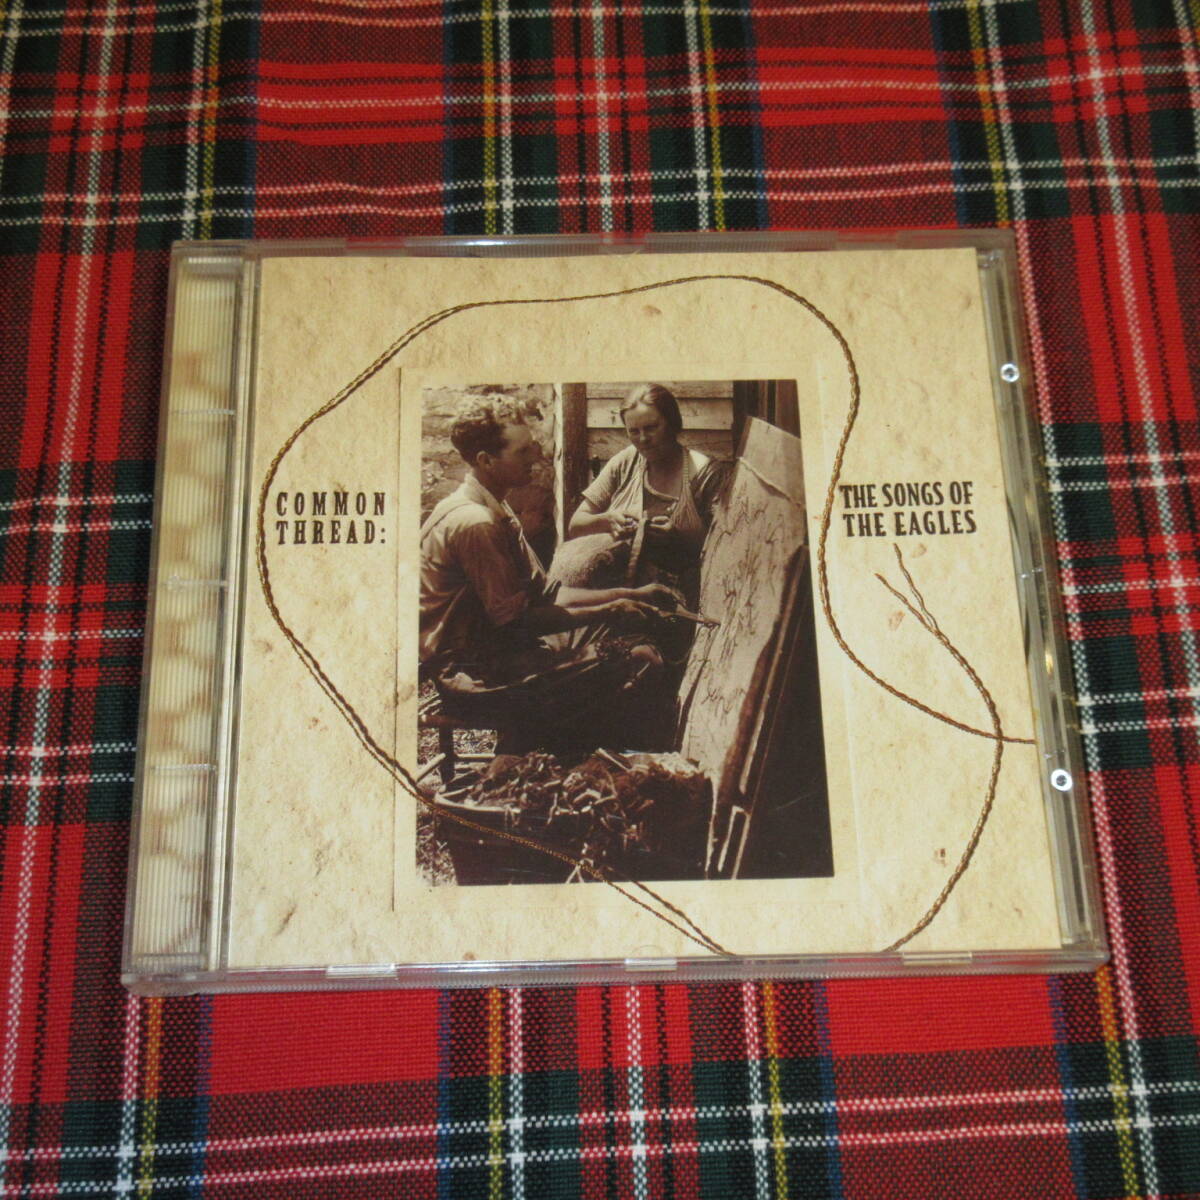 COMMON
THREAD:
THE SONGS OF
THE EAGLES